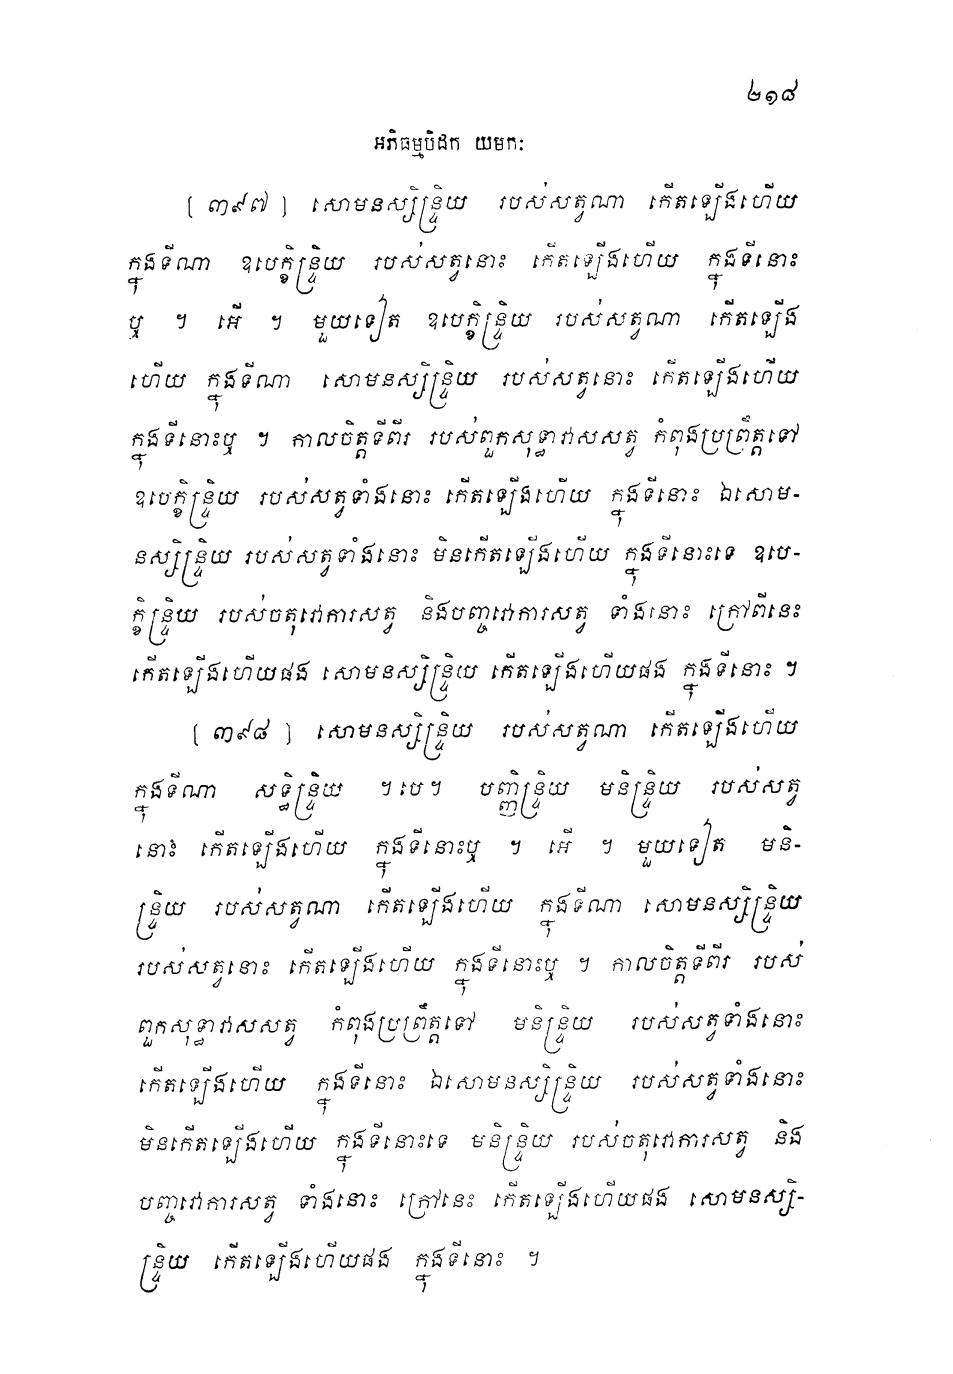 ២១៨
អភិធម្មបិដក យមកៈ
[ ៣៩៧ ] សោមនស្សិន្ទ្រិយ របស់សត្វណា កើតឡើងហើយ
ក្នុងទីណា ឧបេក្ខិន្ទ្រិយ របស់សត្វនោះ កើតឡើងហើយ ក្នុងទីនោះ
ឬ ។ អើ ។ មួយទៀត ឧបេក្ខិន្ទ្រិយ របស់សត្វណា កើតឡើង
ហើយ ក្នុងទីណា សោមនស្សិន្ទ្រិយ របស់សត្វនោះ កើតឡើងហើយ
ក្នុងទីនោះឬ ។ កាលចិត្តទីពីរ របស់ពួកសុទ្ធាវាសសត្វ កំពុងប្រព្រឹត្តទៅ
ឧបេក្ខិន្ទ្រិយ របស់សត្វទាំងនោះ កើតឡើងហើយ ក្នុងទីនោះ ឯសោម-
នស្សិន្ទ្រិយ របស់សត្វទាំងនោះ មិនកើតឡើងហើយ ក្នុងទីនោះទេ ឧបេ-
ក្ខិន្ទ្រិយ របស់ចតុវោការសត្វ និងបញ្ចវោការសត្វ ទាំងនោះ ក្រៅពីនេះ
កើតឡើងហើយផង សោមនស្សិន្ទ្រិយ កើតឡើងហើយផង ក្នុងទីនោះ ។
[ ៣៩៨ ] សោមនស្សិន្ទ្រិយ របស់សត្វណា កើតឡើងហើយ
ក្នុងទីណា សទ្ធិន្ទ្រិយ ។បេ។ បញ្ញិន្ទ្រិយ មនិន្ទ្រិយ របស់សត្វ
នោះ កើតឡើងហើយ ក្នុងទីនោះឬ ។ អើ ។ មួយទៀត មនិ-
ន្ទ្រិយ របស់សត្វណា កើតឡើងហើយ ក្នុងទីណា សោមនស្សិន្ទ្រិយ
របស់សត្វនោះ កើតឡើងហើយ ក្នុងទីនោះឬ ។ កាលចិត្តទីពីរ របស់
ពួកសុទ្ធាវាសសត្វ កំពុងប្រព្រឹត្តទៅ មនិន្ទ្រិយ របស់សត្វទាំងនោះ
កើតឡើងហើយ ក្នុងទីនោះ ឯសោមនស្សិន្ទ្រិយ របស់សត្វទាំងនោះ
មិនកើតឡើងហើយ ក្នុងទីនោះទេ មនិន្ទ្រិយ របស់ចតុវោការសត្វ និង
បញ្ចវោការសត្វ ទាំងនោះ ក្រៅនេះ កើតឡើងហើយផង សោមនស្សិ-
ន្ទ្រិយ កើតឡើងហើយផង ក្នុងទីនោះ ។